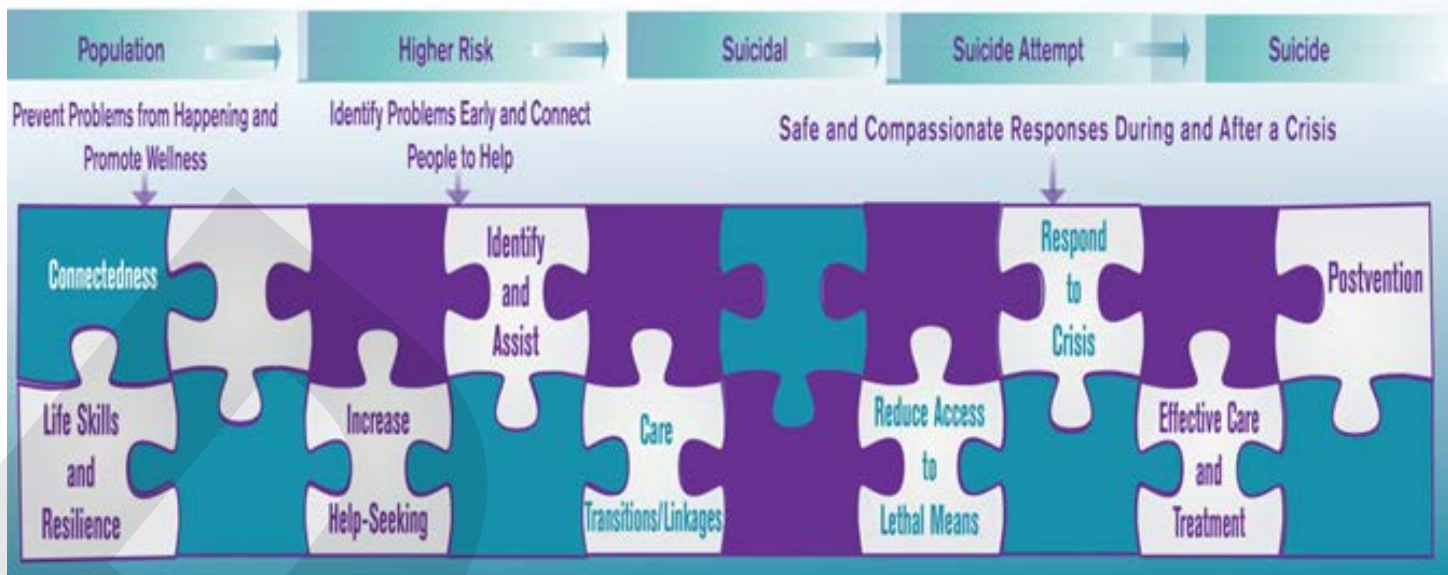 Population
Higher Risk
Suicidal
Suicide Attempt
Suicide
Prevent Problems from Happening and
Promote Wellness
Identify Problems Early and Connect
People to Help
Safe and Compassionate Responses During and After a Crisis
Connectedness
Identify
and
Assist
Respond
to
Crisis
Postvention
Life Skills
and
Resilience
Increase
Help-Seeking
Care
Transitions/Linkages
Reduce Access
to
Lethal Means
Effective Care
and
Treatment